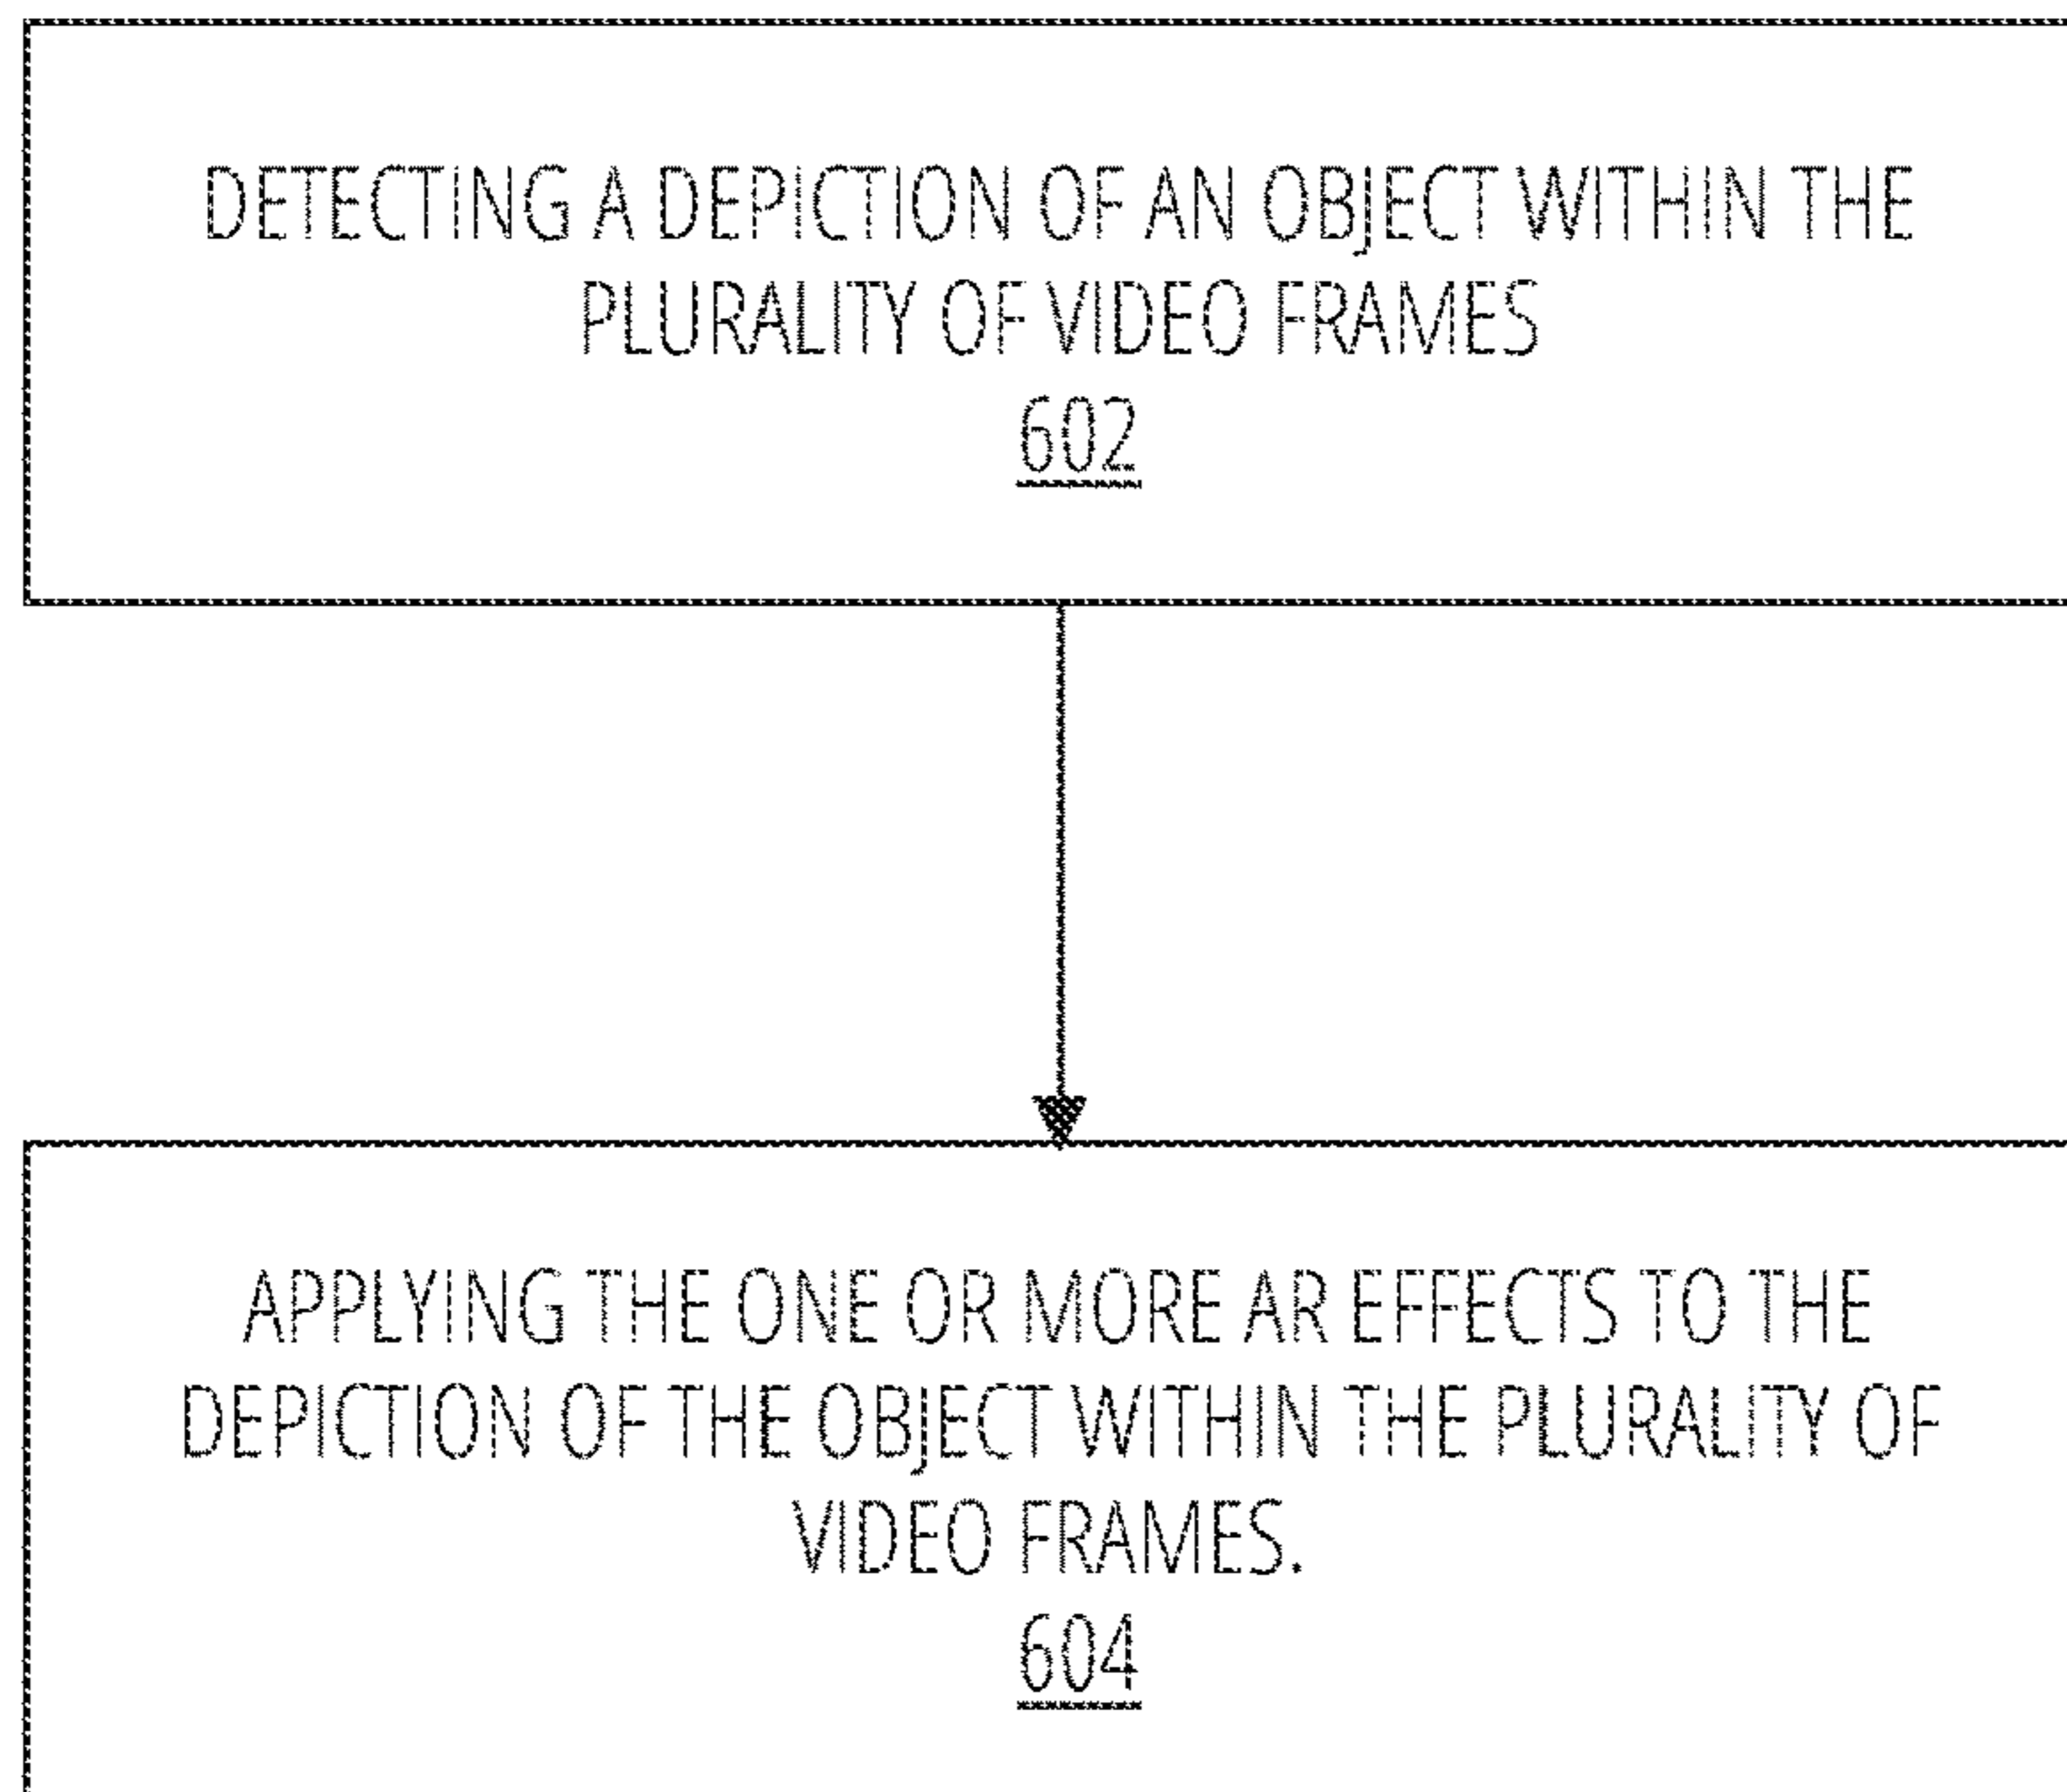 DETECTING A DEPICTION OF AN OBJECT WITHIN THE
PLURALITY OF VIDEO FRAMES
602
APPLYING THE ONE OR MORE AR EFFECTS TO THE
DEPICTION OF THE OBJECT WITHIN THE PLURALITY OF
VIDEO FRAMES.
604